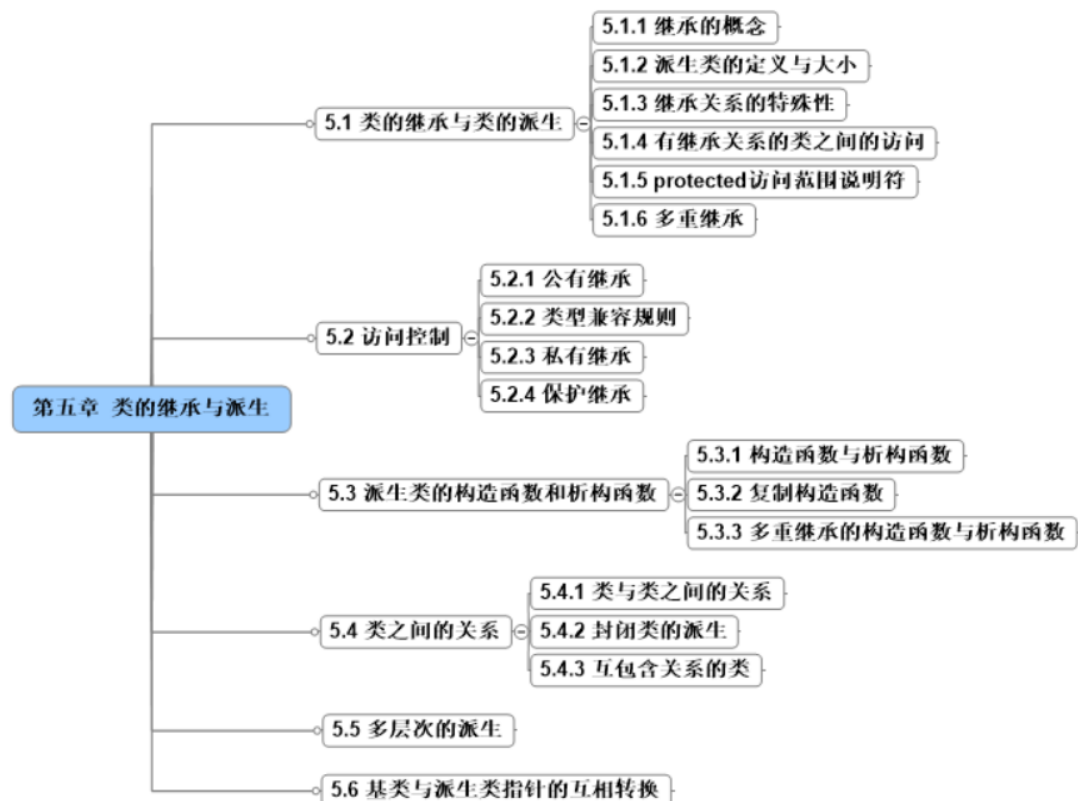 第五章 类的继承与派生
5.1 类的继承与类的派生
5.1.1 继承的概念
5.1.2 派生类的定义与大小
5.1.3 继承关系的特殊性
5.1.4 有继承关系的类之间的访问
5.1.5 protected访问范围说明符
5.1.6 多重继承
5.2 访问控制
5.2.1 公有继承
5.2.2 类型兼容规则
5.2.3 私有继承
5.2.4 保护继承
5.3 派生类的构造函数和析构函数
5.3.1 构造函数与析构函数
5.3.2 复制构造函数
5.3.3 多重继承的构造函数与析构函数
5.4 类之间的关系
5.4.1 类与类之间的关系
5.4.2 封闭类的派生
5.4.3 互包含关系的类
5.5 多层次的派生
5.6 基类与派生类指针的互相转换